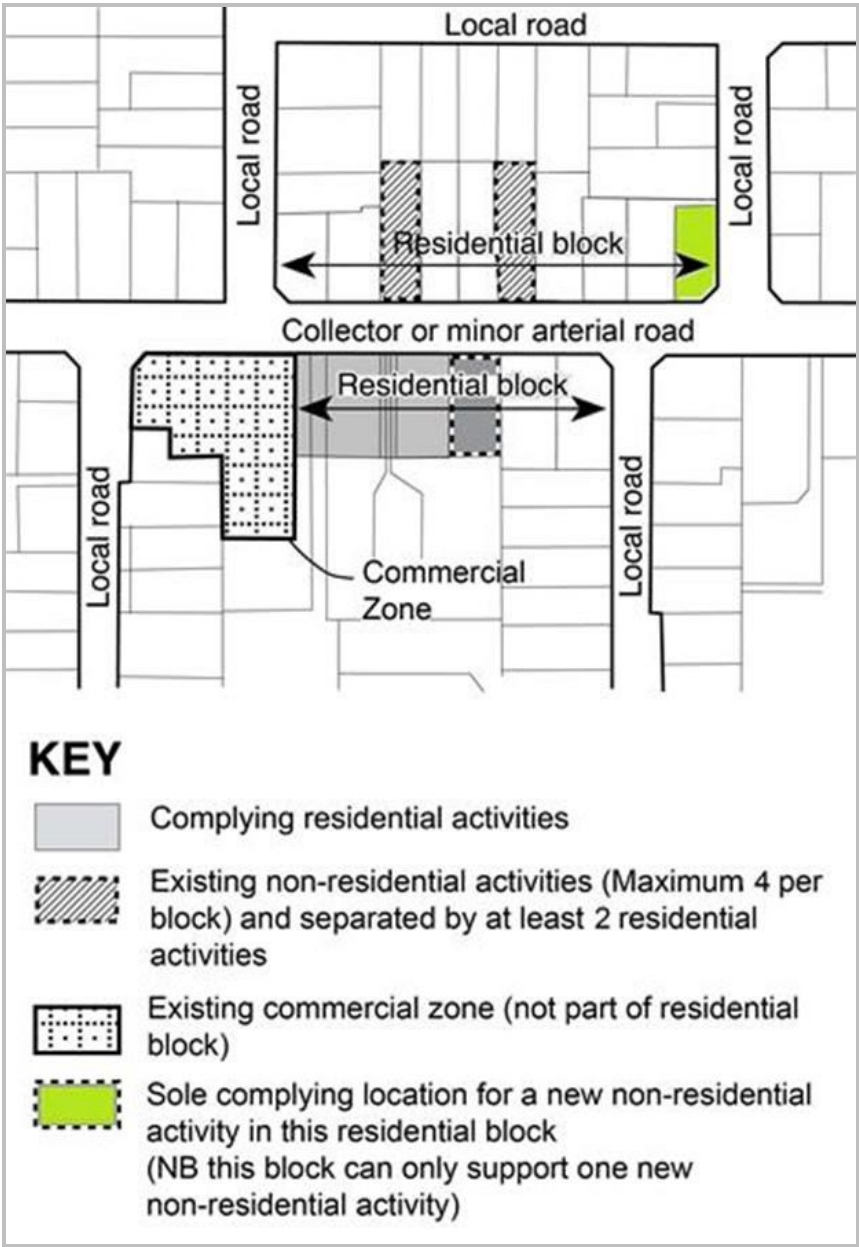 Local road
Local road
Local road
Residential block
Collector or minor arterial road
Residential block
Local road
Local road
Commercial
Zone
KEY
Complying residential activities
Existing non-residential activities (Maximum 4 per
block) and separated by at least 2 residential
activities
Existing commercial zone (not part of residential
block)
Sole complying location for a new non-residential
activity in this residential block
(NB this block can only support one new
non-residential activity)